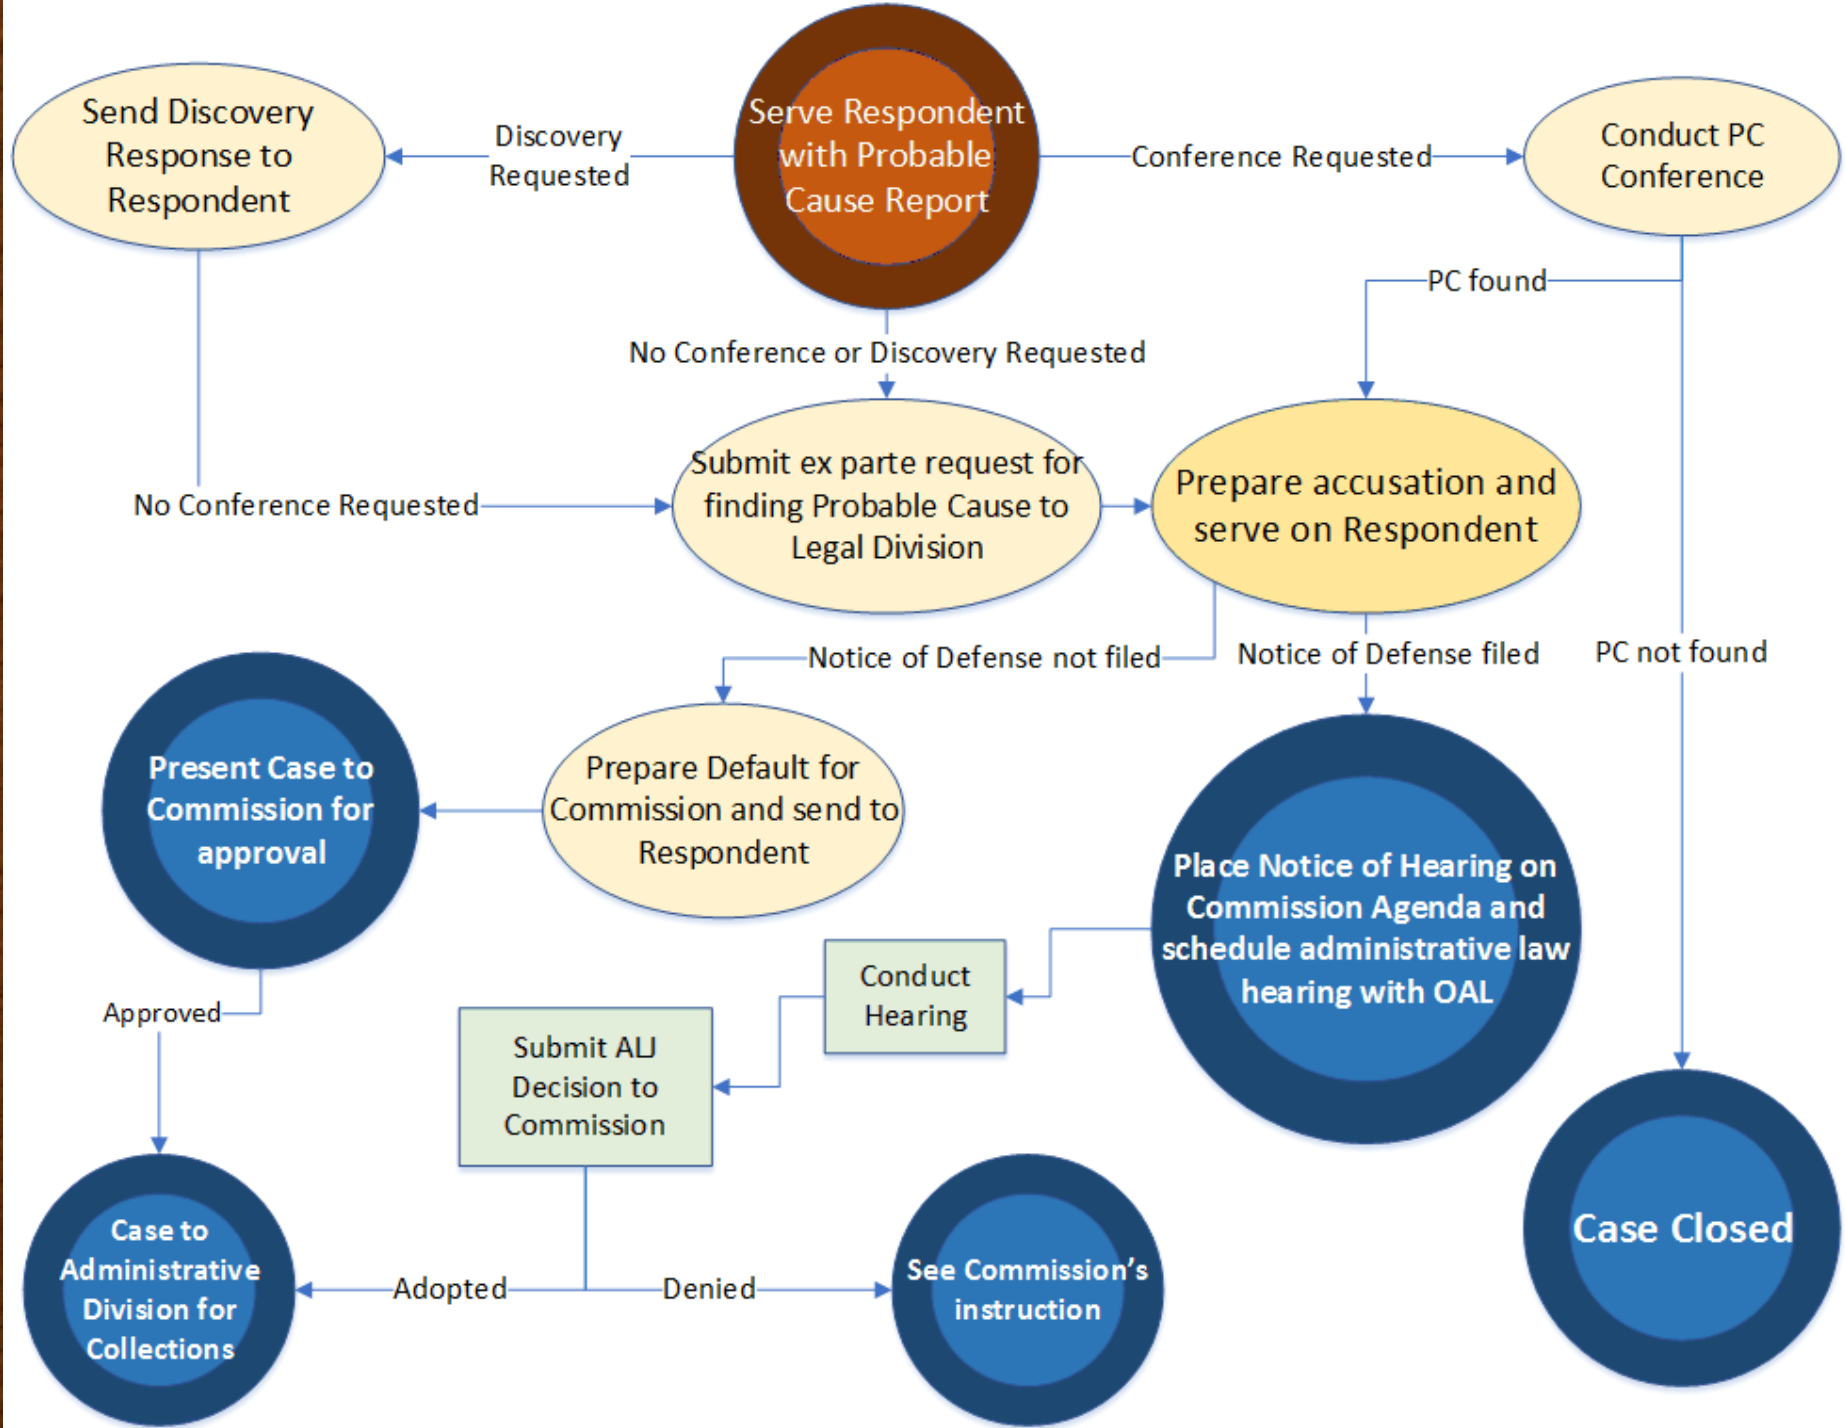 Send Discovery
Response to
Respondent
Discovery
Requested
Serve Respondent
with Probable
Cause Report
Conference Requested
Conduct PC
Conference
PC found
No Conference or Discovery Requested
No Conference Requested
Submit ex parte request for
finding Probable Cause to
Legal Division
Prepare accusation and
serve on Respondent
Notice of Defense not filed
Notice of Defense filed
PC not found
Present Case to
Commission for
approval
Prepare Default for
Commission and send to
Respondent
Place Notice of Hearing on
Commission Agenda and
schedule administrative law
hearing with OAL
Conduct
Hearing
Approved
Submit ALJ
Decision to
Commission
Case to
Administrative
Division for
Collections
Adopted
Denied
See Commission’s
instruction
Case Closed